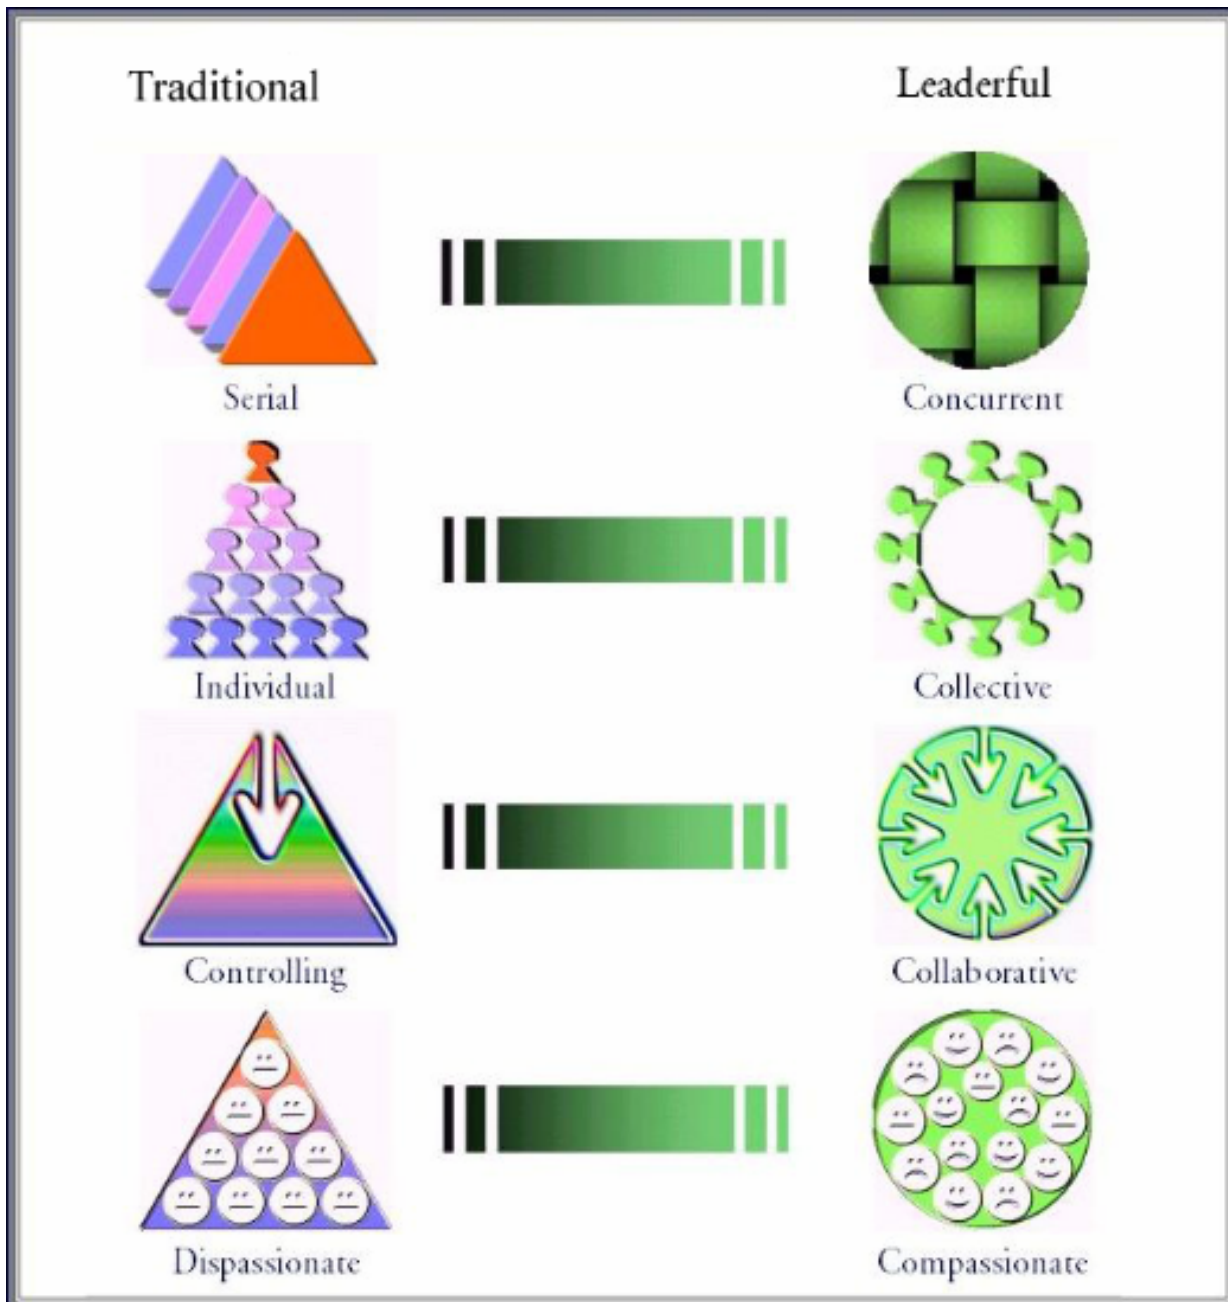 Traditional
Leaderful
Serial
Concurrent
Individual
Collective
Controlling
Collaborative
Dispassionate
Compassionate